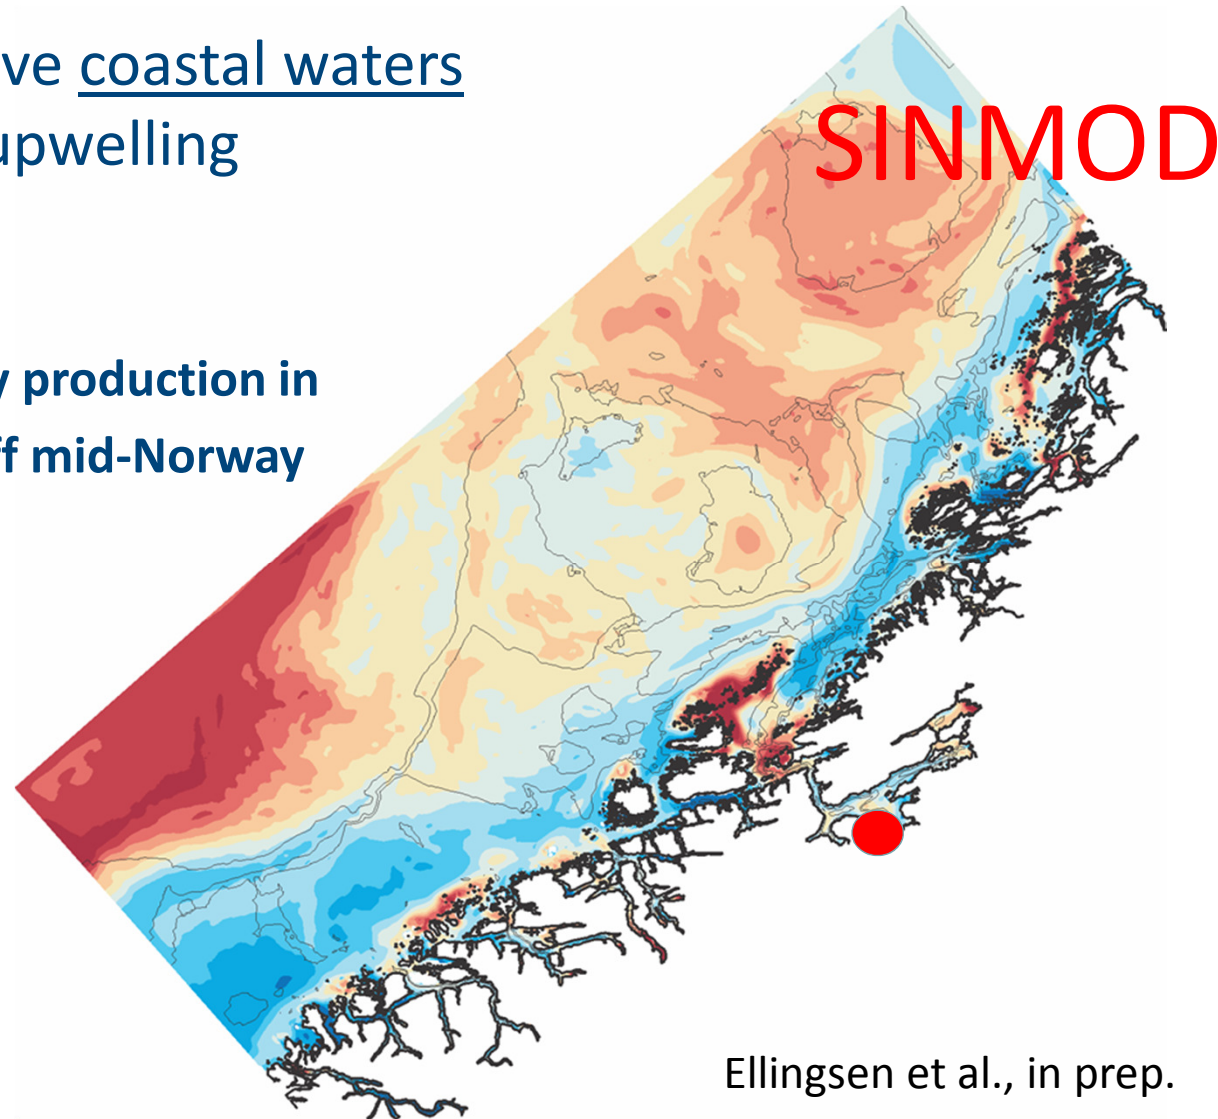 ve coastal waters
upwelling
SINMOD
y production in
ff mid-Norway
Ellingsen et al., in prep.